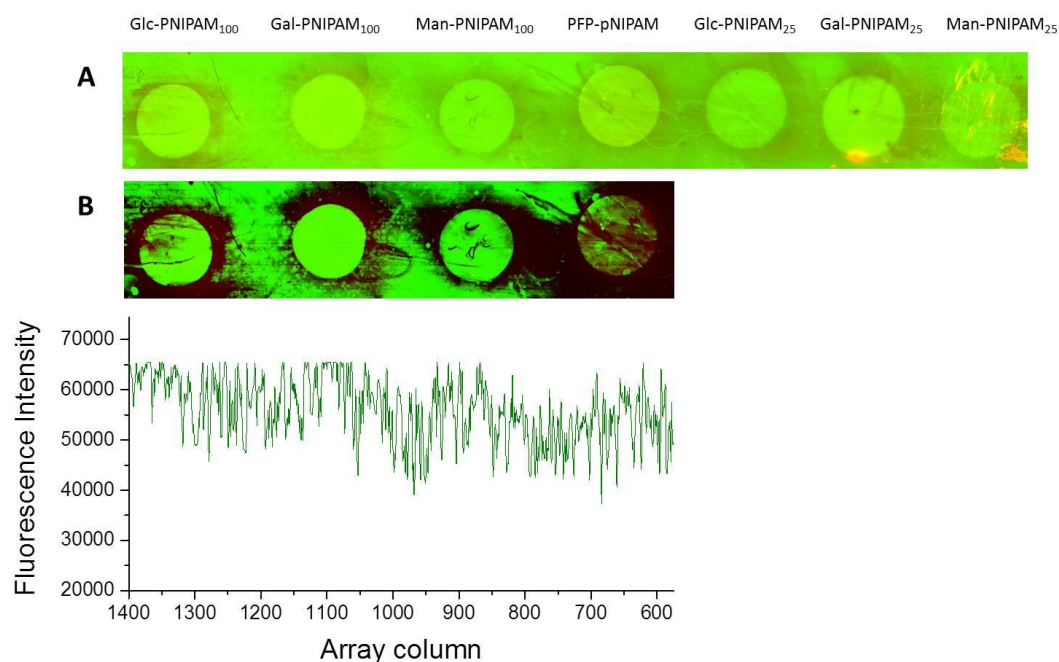 Glc-PNIPAM₁₀₀ Gal-PNIPAM₁₀₀ Man-PNIPAM₁₀₀ PFP-pNIPAM Glc-PNIPAM₂₅ Gal-PNIPAM₂₅ Man-PNIPAM₂₅
A
B
Fluorescence Intensity
70000
60000
50000
40000
30000
20000
1400 1300 1200 1100 1000 900 800 700 600
Array column